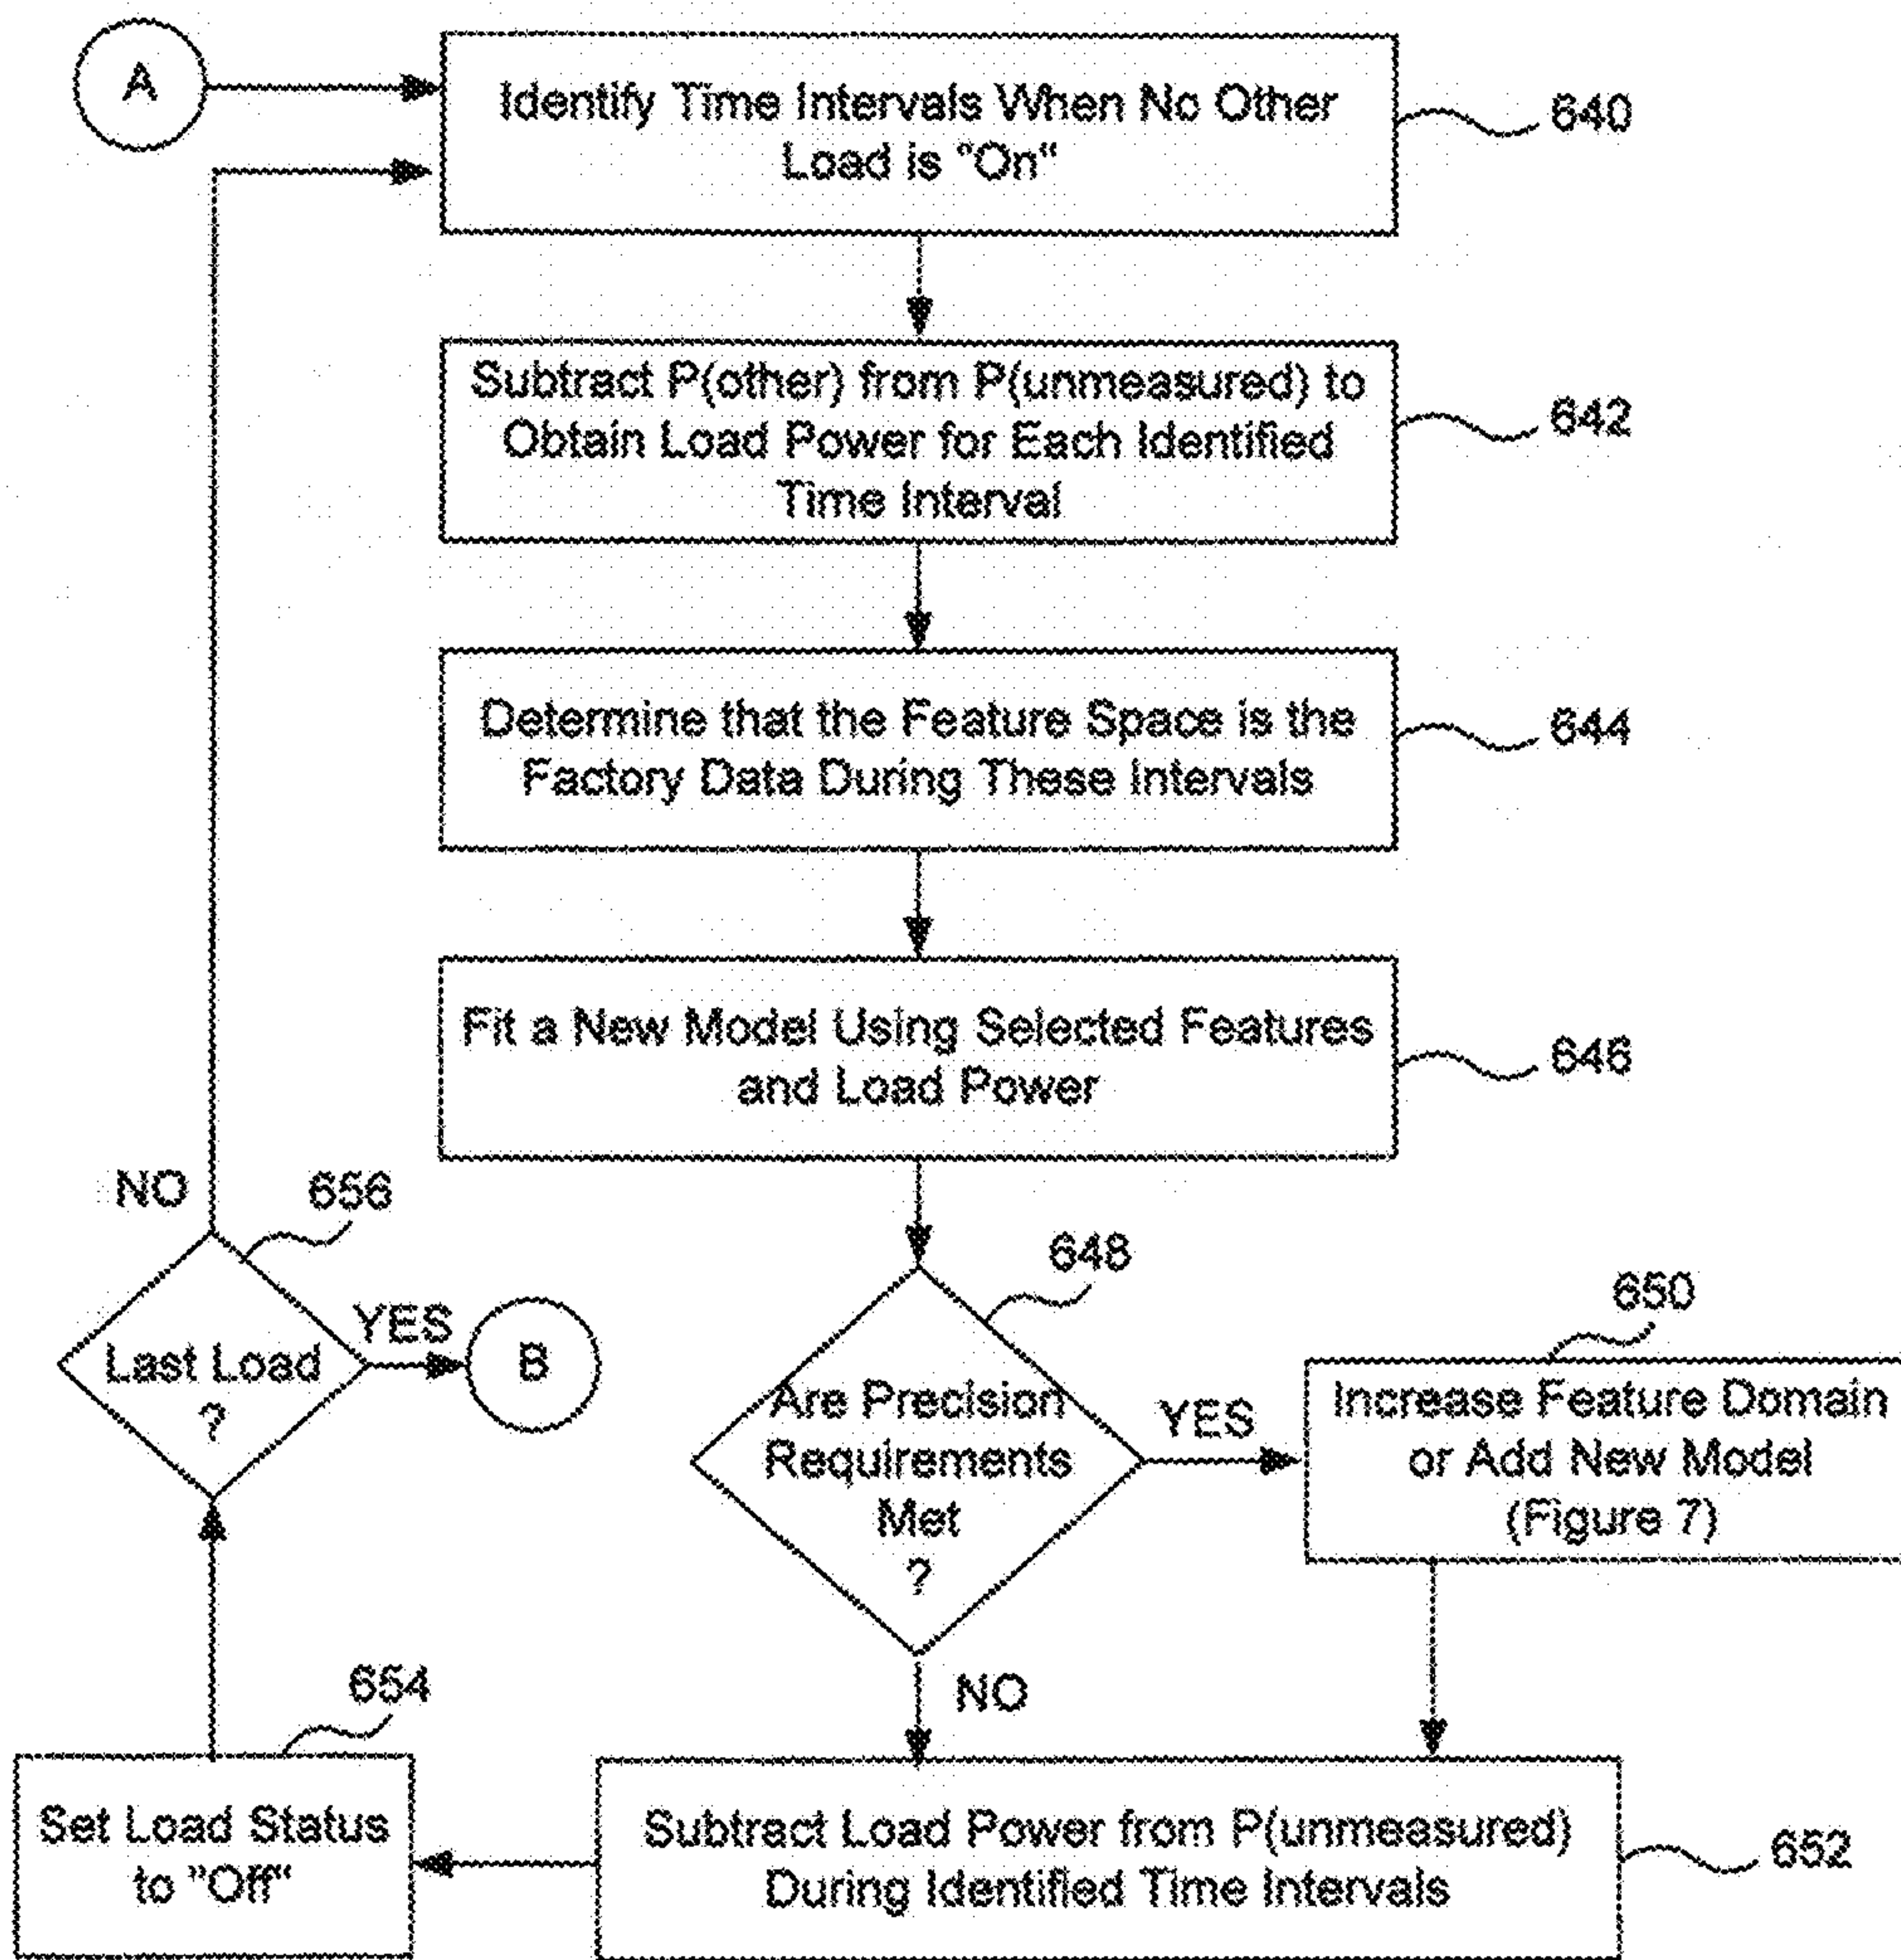 A
Identify Time Intervals When No Other
Load is "On"
640
Subtract P(other) from P(unmeasured) to
Obtain Load Power for Each Identified
Time Interval
642
Determine that the Feature Space is the
Factory Data During These Intervals
644
Fit a New Model Using Selected Features
and Load Power
646
NO
656
Last Load
?
YES
B
648
Are Precision
Requirements
Met
?
YES
NO
650
Increase Feature Domain
or Add New Model
(Figure 7)
654
Set Load Status
to "Off"
Subtract Load Power from P(unmeasured)
During Identified Time Intervals
652